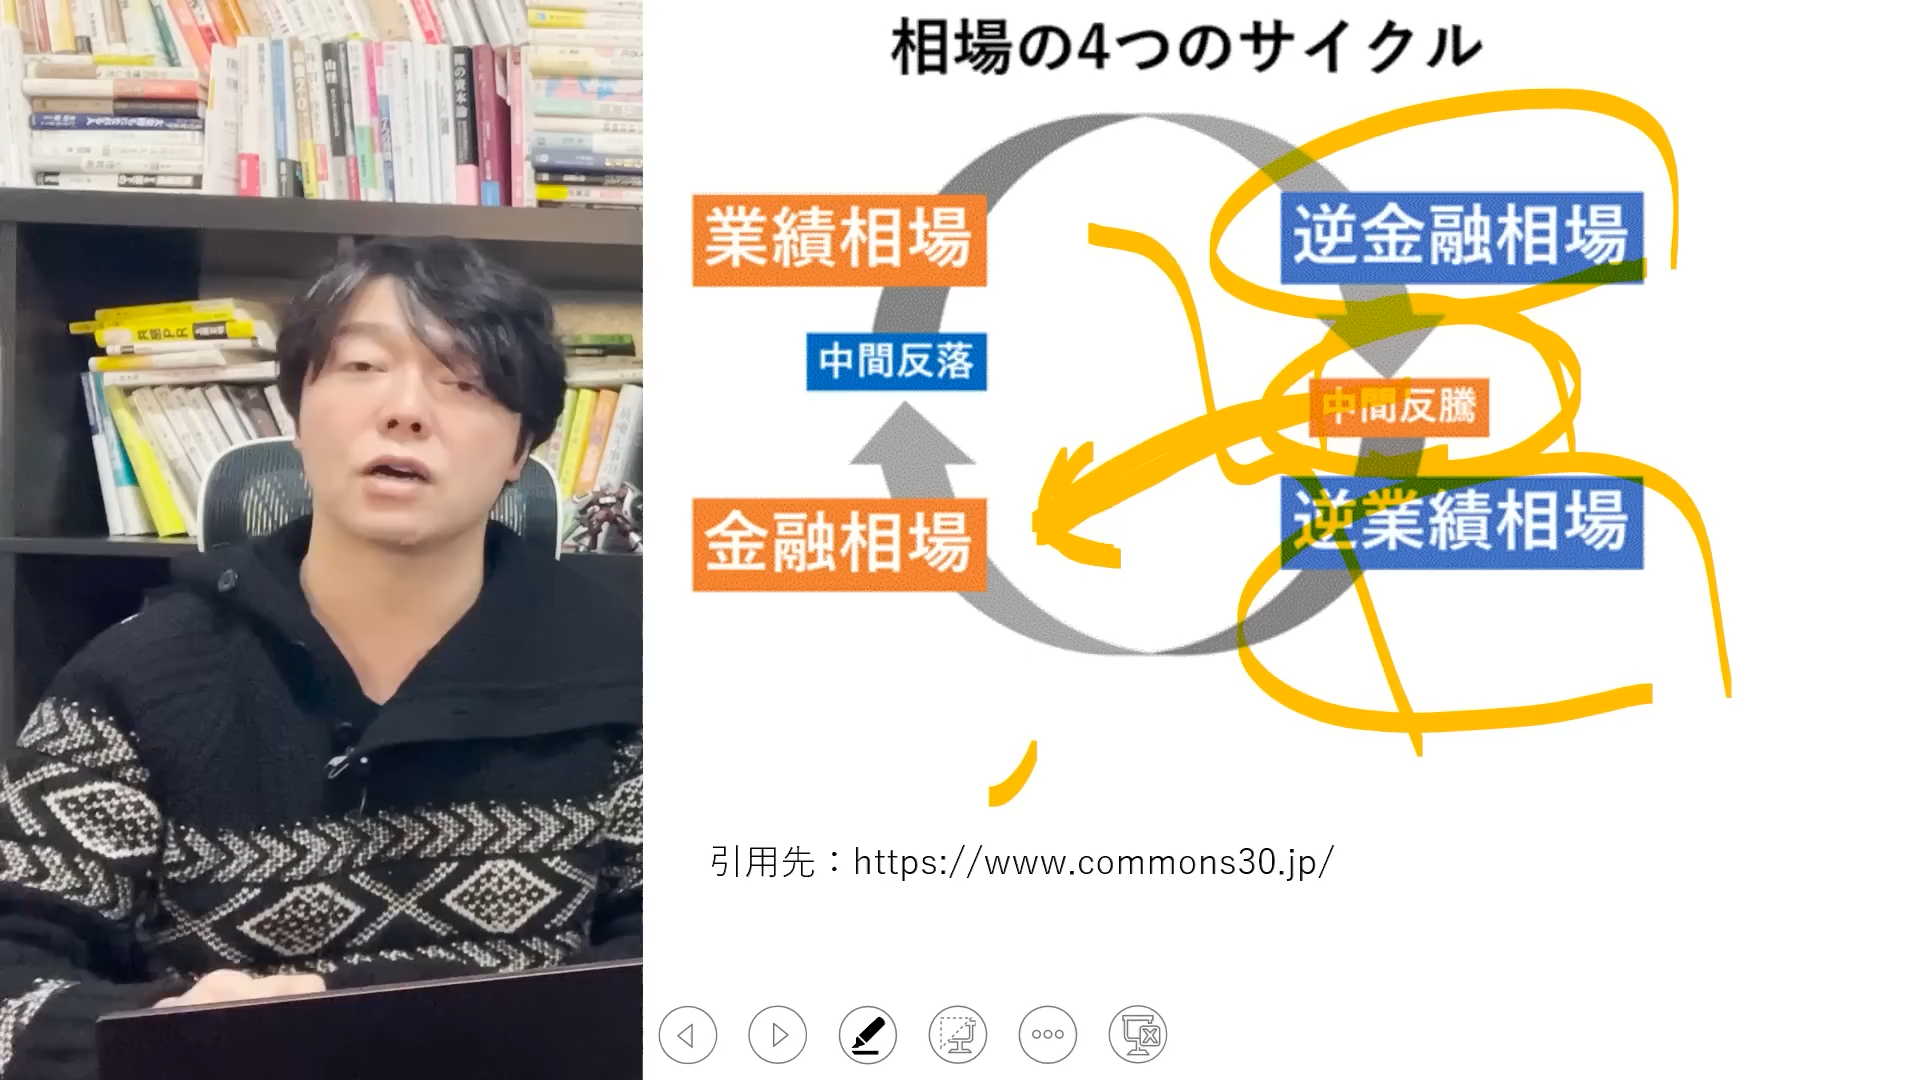 相場の4つのサイクル
業績相場
逆金融相場
中間反落
中間反騰
金融相場
逆業績相場
引用先：https://www.commons30.jp/